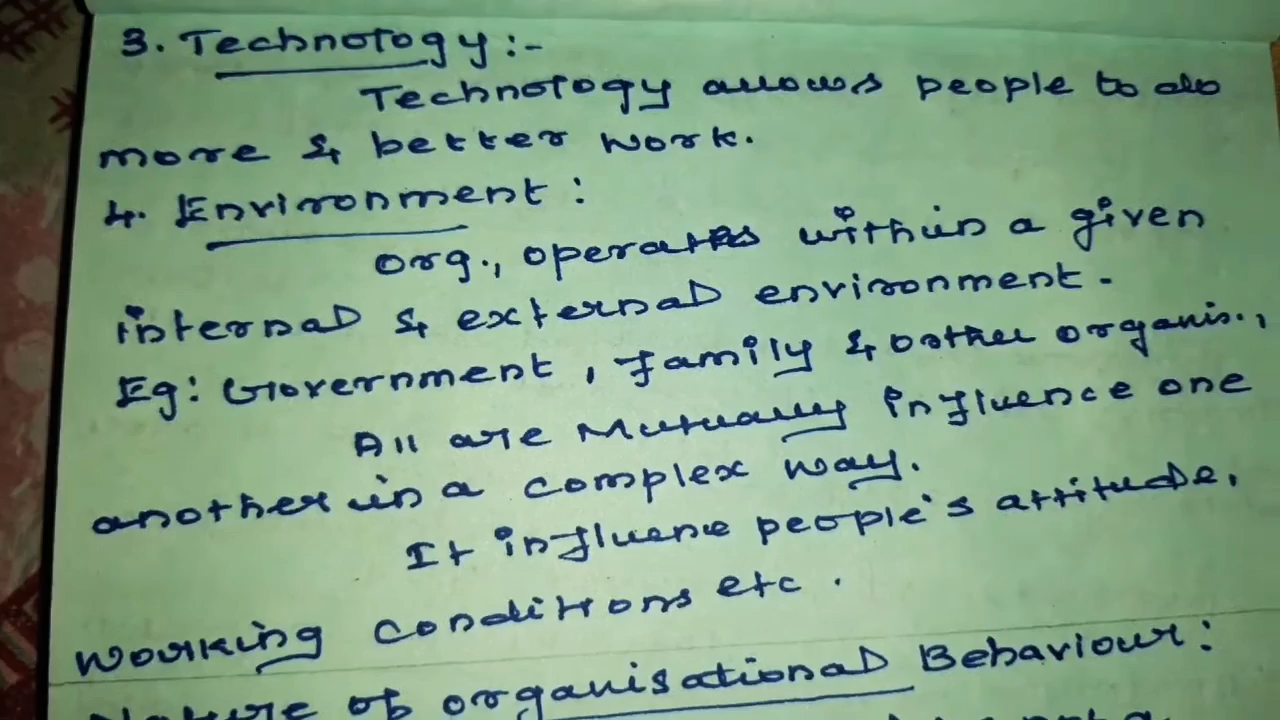 3. Technology:-
Technology allows people to do
more & better work.
4. Environment:
org., operates within a given
internal & external environment.
Eg: Government, family & other organis.,
All are Mutually influence one
another in a complex way.
It influence people's attitude,
working conditions etc.
Nature of organisational Behaviour: